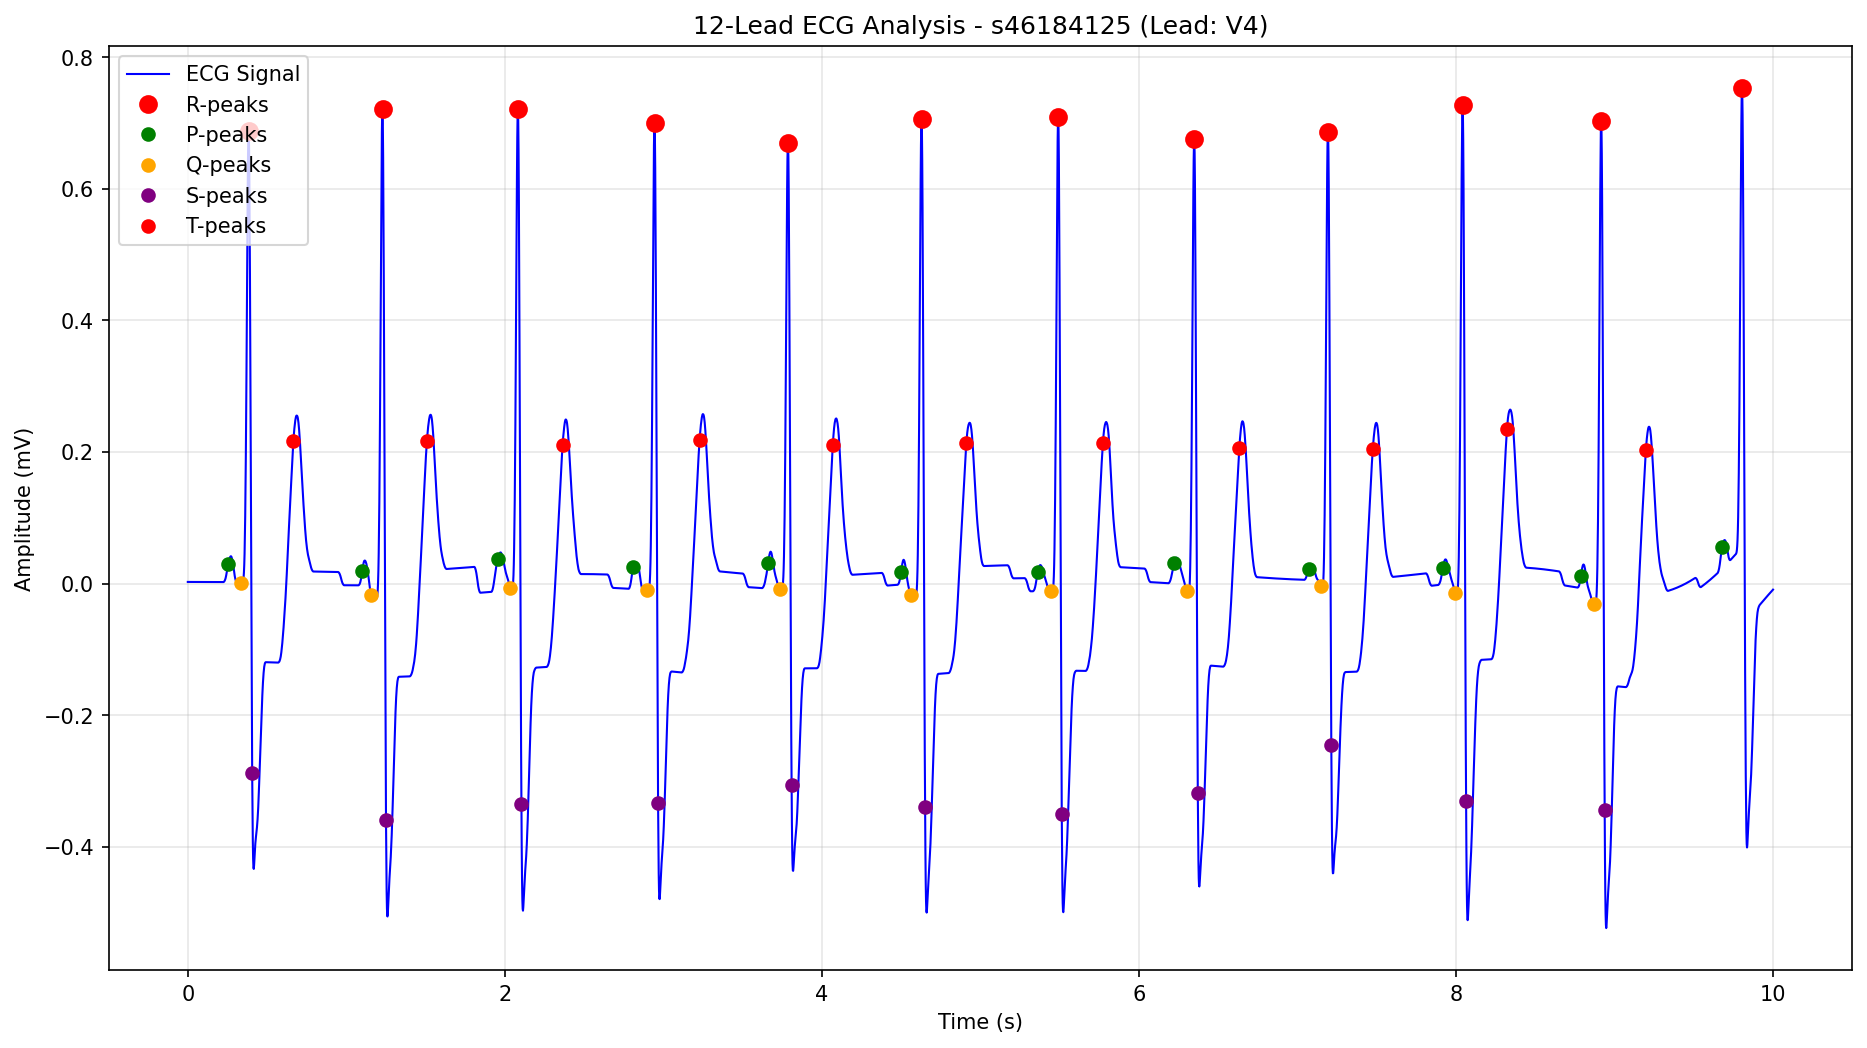 12-Lead ECG Analysis - s46184125 (Lead: V4)
ECG Signal
R-peaks
P-peaks
Q-peaks
S-peaks
T-peaks
0.8
0.6
0.4
0.2
0.0
−0.2
−0.4
Amplitude (mV)
0 2 4 6 8 10
Time (s)